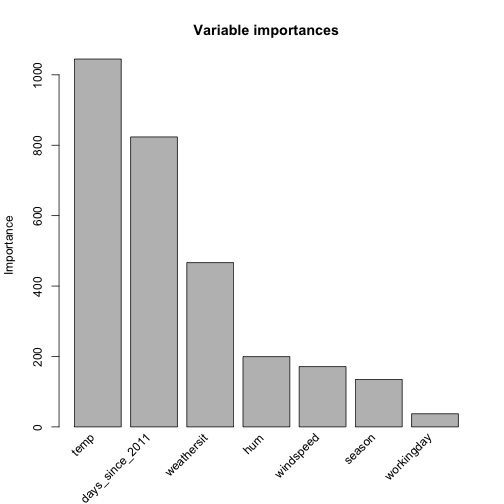 Variable importances
Importance
1000
800
600
400
200
0
temp
days_since_2011
weathersit
hum
windspeed
season
workingday